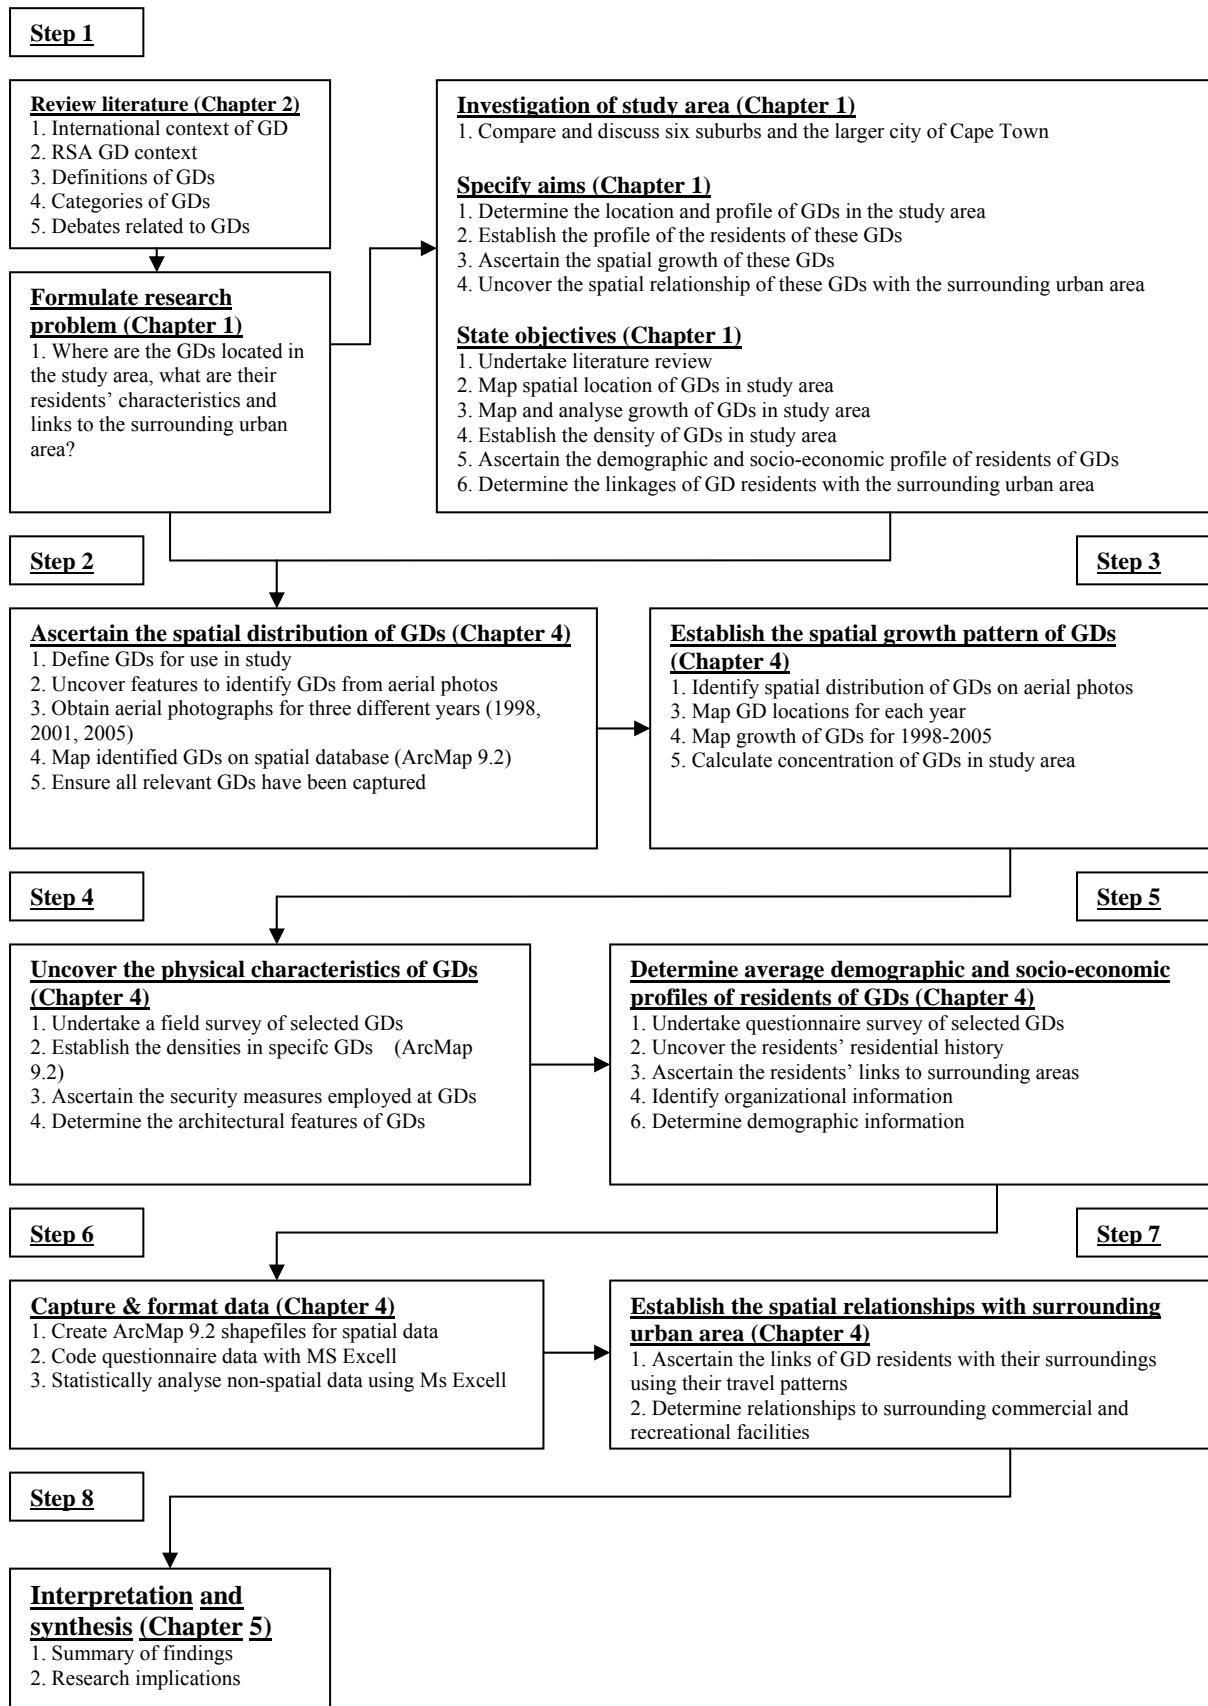 Step 1
Review literature (Chapter 2)
1. International context of GD
2. RSA GD context
3. Definitions of GDs
4. Categories of GDs
5. Debates related to GDs
Formulate research
problem (Chapter 1)
1. Where are the GDs located in
the study area, what are their
residents’ characteristics and
links to the surrounding urban
area?
Investigation of study area (Chapter 1)
1. Compare and discuss six suburbs and the larger city of Cape Town
Specify aims (Chapter 1)
1. Determine the location and profile of GDs in the study area
2. Establish the profile of the residents of these GDs
3. Ascertain the spatial growth of these GDs
4. Uncover the spatial relationship of these GDs with the surrounding urban area
State objectives (Chapter 1)
1. Undertake literature review
2. Map spatial location of GDs in study area
3. Map and analyse growth of GDs in study area
4. Establish the density of GDs in study area
5. Ascertain the demographic and socio-economic profile of residents of GDs
6. Determine the linkages of GD residents with the surrounding urban area
Step 2
Ascertain the spatial distribution of GDs (Chapter 4)
1. Define GDs for use in study
2. Uncover features to identify GDs from aerial photos
3. Obtain aerial photographs for three different years (1998,
2001, 2005)
4. Map identified GDs on spatial database (ArcMap 9.2)
5. Ensure all relevant GDs have been captured
Step 3
Establish the spatial growth pattern of GDs
(Chapter 4)
1. Identify spatial distribution of GDs on aerial photos
3. Map GD locations for each year
4. Map growth of GDs for 1998-2005
5. Calculate concentration of GDs in study area
Step 4
Uncover the physical characteristics of GDs
(Chapter 4)
1. Undertake a field survey of selected GDs
2. Establish the densities in specifc GDs (ArcMap
9.2)
3. Ascertain the security measures employed at GDs
4. Determine the architectural features of GDs
Step 5
Determine average demographic and socio-economic
profiles of residents of GDs (Chapter 4)
1. Undertake questionnaire survey of selected GDs
2. Uncover the residents’ residential history
3. Ascertain the residents’ links to surrounding areas
4. Identify organizational information
6. Determine demographic information
Step 6
Capture & format data (Chapter 4)
1. Create ArcMap 9.2 shapefiles for spatial data
2. Code questionnaire data with MS Excell
3. Statistically analyse non-spatial data using Ms Excell
Step 7
Establish the spatial relationships with surrounding
urban area (Chapter 4)
1. Ascertain the links of GD residents with their surroundings
using their travel patterns
2. Determine relationships to surrounding commercial and
recreational facilities
Step 8
Interpretation and
synthesis (Chapter 5)
1. Summary of findings
2. Research implications